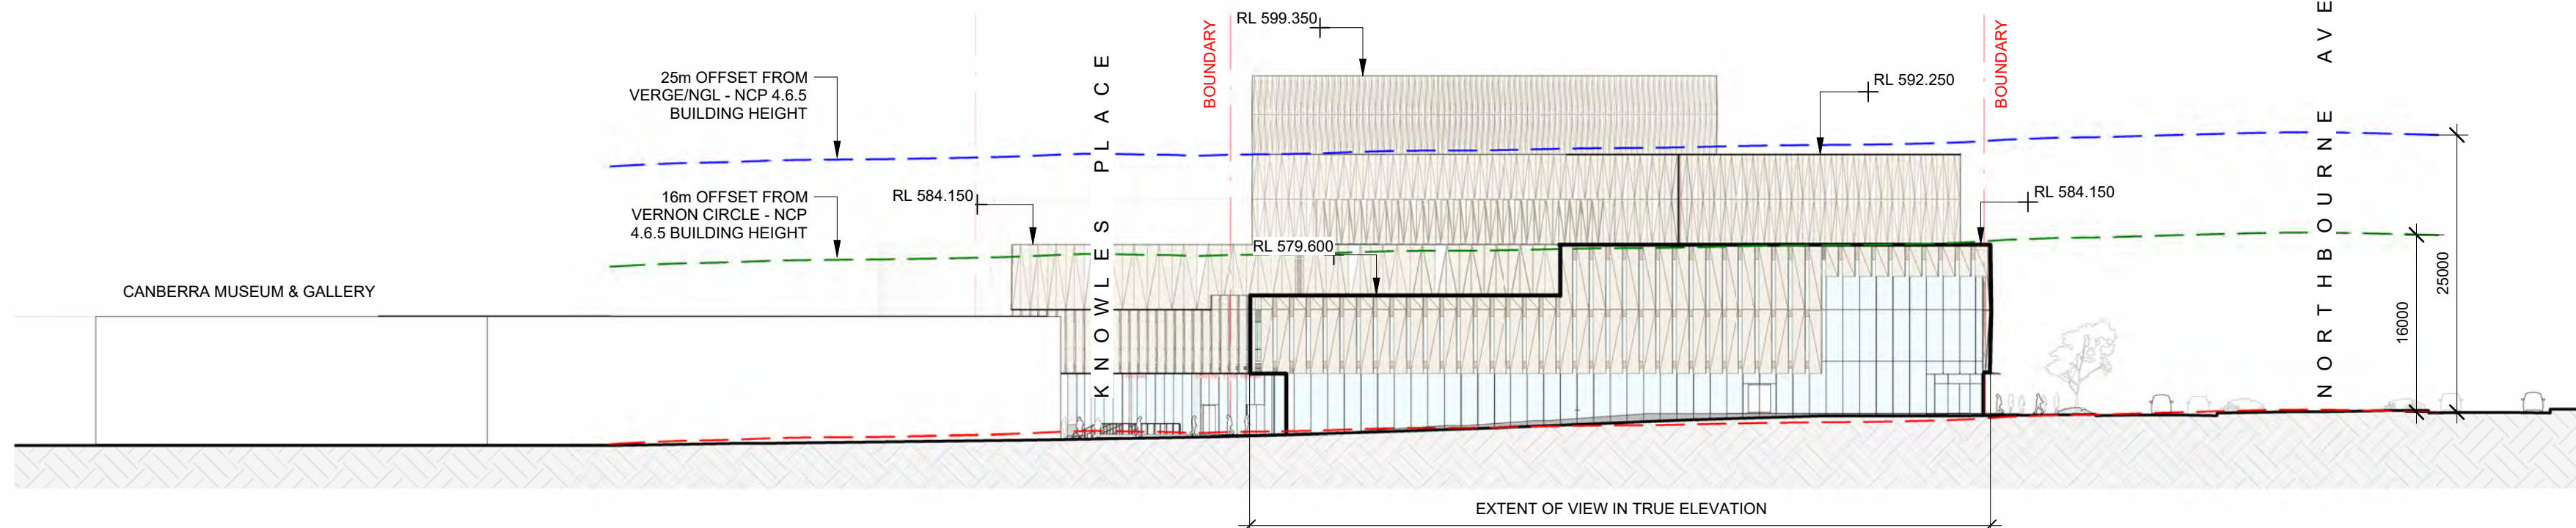 RL 599.350
BOUNDARY
BOUNDARY
KNOWLES PLACE
NORTHBOURNE AVE
25m OFFSET FROM
VERGE/NGL - NCP 4.6.5
BUILDING HEIGHT
RL 592.250
16m OFFSET FROM
VERNON CIRCLE - NCP
4.6.5 BUILDING HEIGHT
RL 584.150
RL 584.150
RL 579.600
CANBERRA MUSEUM & GALLERY
25000
16000
EXTENT OF VIEW IN TRUE ELEVATION